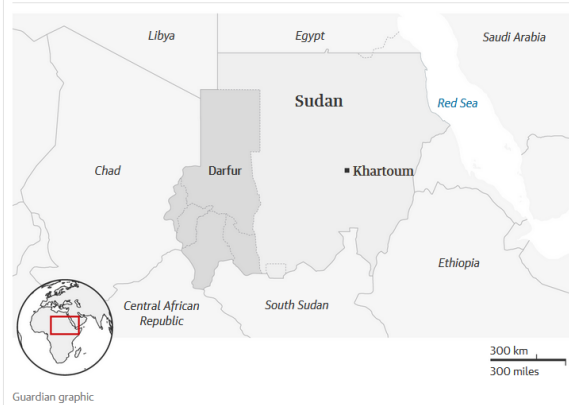 Libya
Egypt
Saudi Arabia
Sudan
Red Sea
Chad
Darfur
Khartoum
Ethiopia
Central African
Republic
South Sudan
300 km
300 miles
Guardian graphic